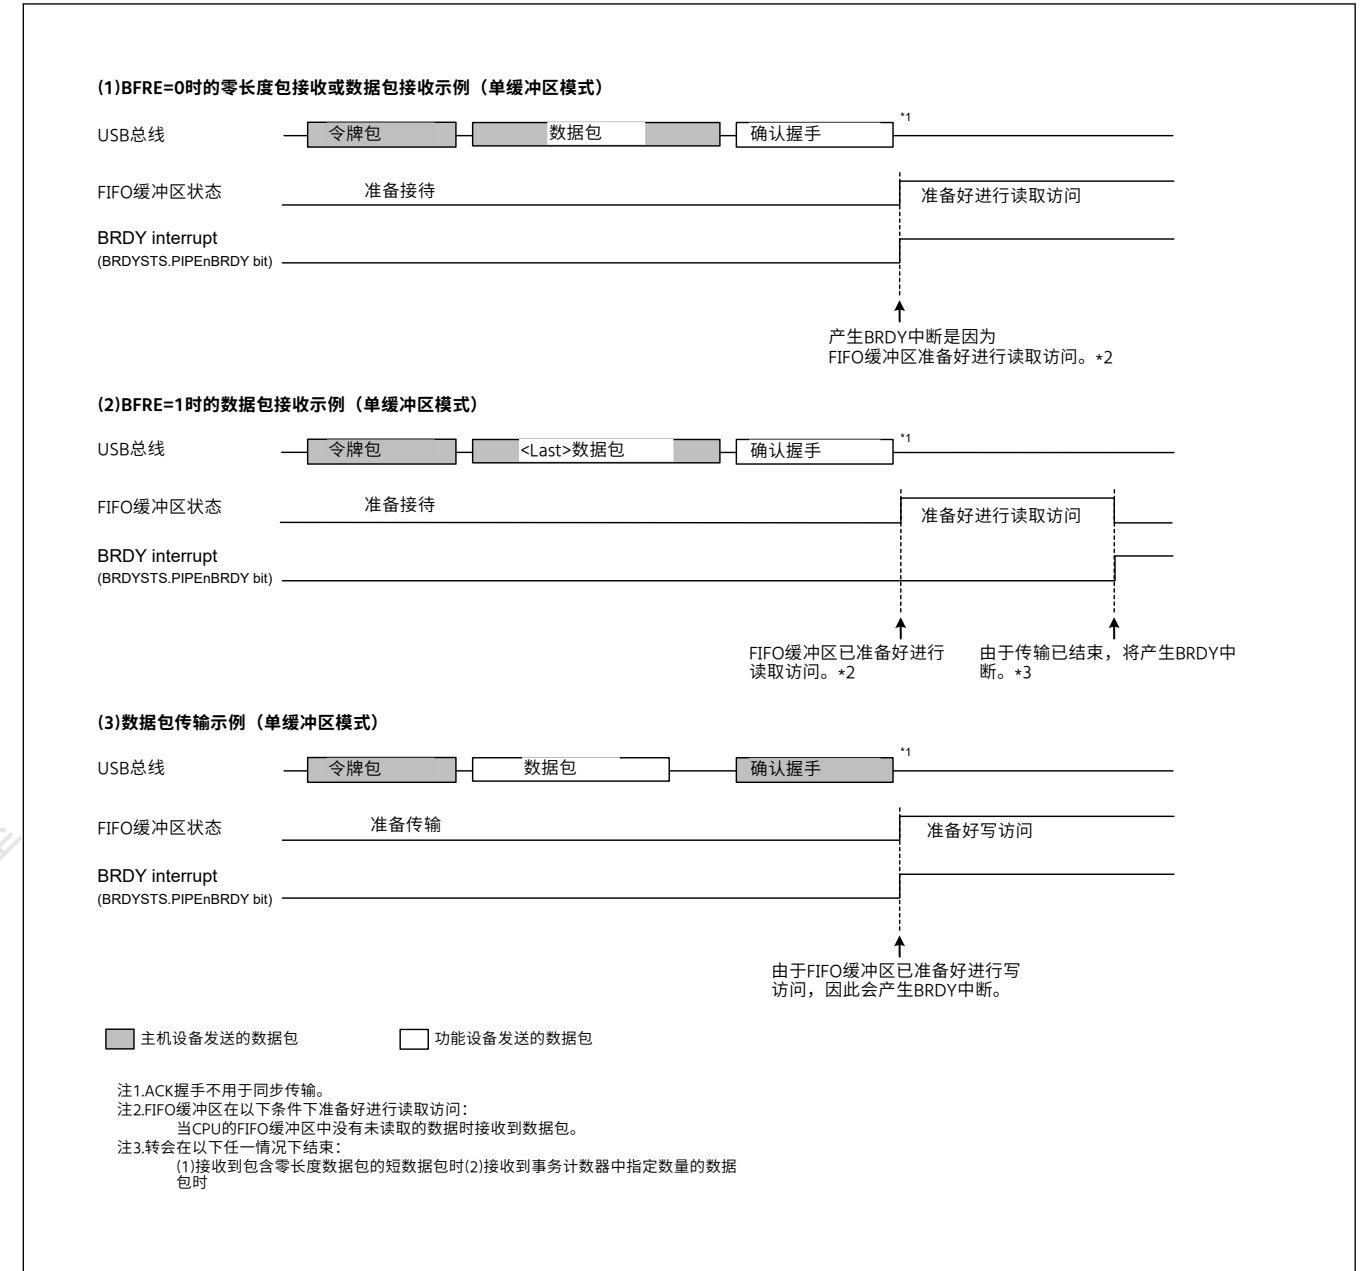 (1)BFRE=0时的零长度包接收或数据包接收示例（单缓冲区模式）
USB总线 令牌包 数据包 确认握手 *1
FIFO缓冲区状态 准备接待 准备好进行读取访问
BRDY interrupt
(BRDYSTS.PIPEnBRDY bit)
产生BRDY中断是因为
FIFO缓冲区准备好进行读取访问。*2
(2)BFRE=1时的数据包接收示例（单缓冲区模式）
USB总线 令牌包 <Last>数据包 确认握手 *1
FIFO缓冲区状态 准备接待 准备好进行读取访问
BRDY interrupt
(BRDYSTS.PIPEnBRDY bit)
FIFO缓冲区已准备好进行 由于传输已结束，将产生BRDY中
读取访问。*2 断。*3
(3)数据包传输示例（单缓冲区模式）
USB总线 令牌包 数据包 确认握手 *1
FIFO缓冲区状态 准备传输 准备好写访问
BRDY interrupt
(BRDYSTS.PIPEnBRDY bit)
由于FIFO缓冲区已准备好进行写
访问，因此会产生BRDY中断。
主机设备发送的数据包 功能设备发送的数据包
注1.ACK握手不用于同步传输。
注2.FIFO缓冲区在以下条件下准备好进行读取访问：
当CPU的FIFO缓冲区中没有未读取的数据时接收到数据包。
注3.转会在以下任一情况下结束：
(1)接收到包含零长度数据包的短数据包时(2)接收到事务计数器中指定数量的数据
包时